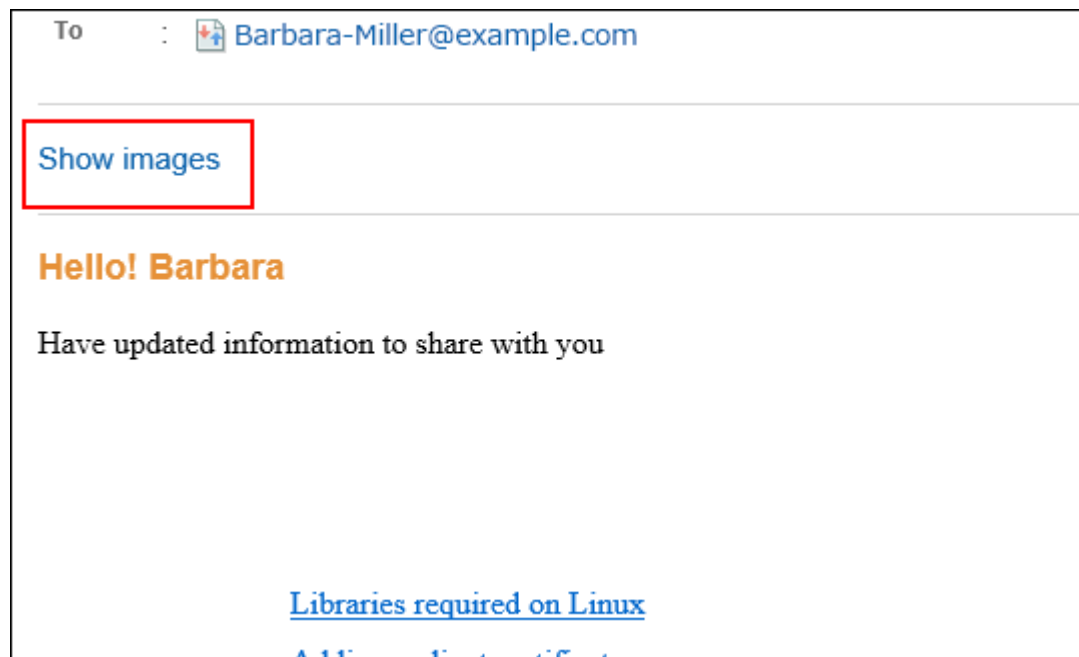 To : Barbara-Miller@example.com
Show images
Hello! Barbara
Have updated information to share with you
Libraries required on Linux